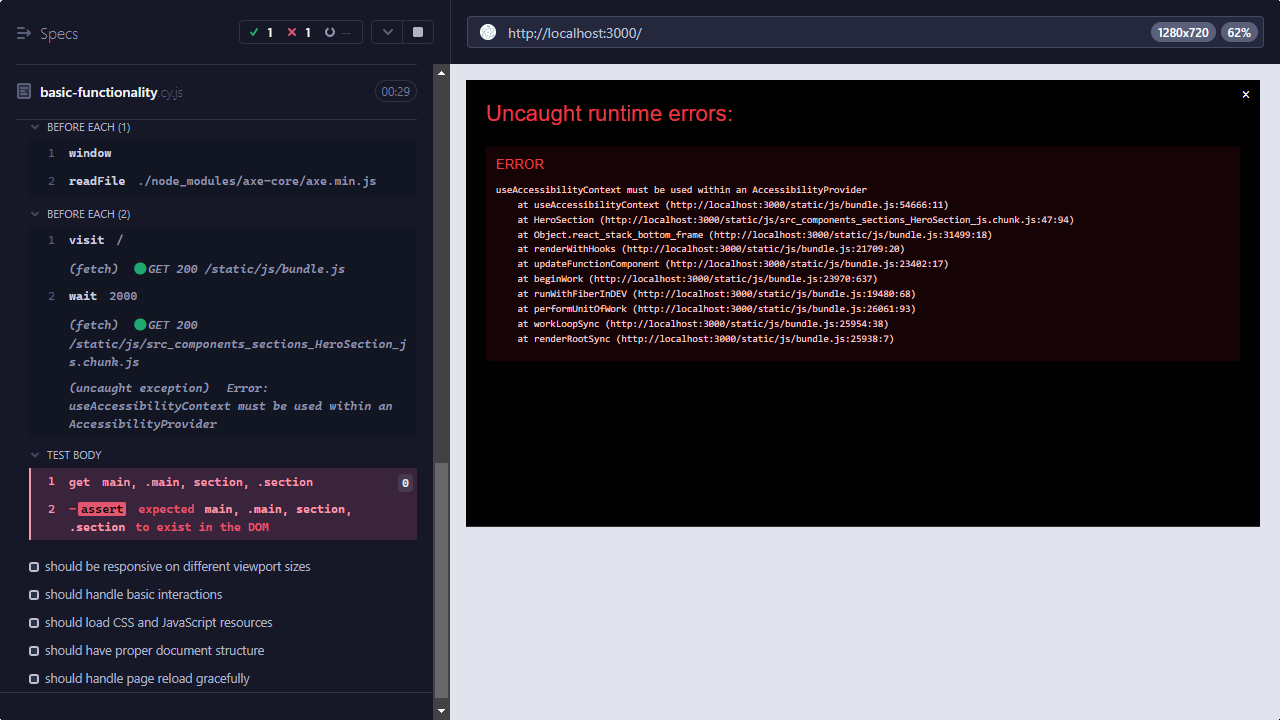 Specs
1 1 --
basic-functionality.cy.js 00:29
BEFORE EACH (1)
1 window
2 readFile ./node_modules/axe-core/axe.min.js
BEFORE EACH (2)
1 visit /
(fetch) GET 200 /static/js/bundle.js
2 wait 2000
(fetch) GET 200
/static/js/src_components_sections_HeroSection_j
s.chunk.js
(uncaught exception) Error:
useAccessibilityContext must be used within an
AccessibilityProvider
TEST BODY
1 get main, .main, section, .section 0
2 -assert expected main, .main, section,
.section to exist in the DOM
should be responsive on different viewport sizes
should handle basic interactions
should load CSS and JavaScript resources
should have proper document structure
should handle page reload gracefully
http://localhost:3000/ 1280x720 62%
×
Uncaught runtime errors:
ERROR
useAccessibilityContext must be used within an AccessibilityProvider
at useAccessibilityContext (http://localhost:3000/static/js/bundle.js:54666:11)
at HeroSection (http://localhost:3000/static/js/src_components_sections_HeroSection_js.chunk.js:47:94)
at Object.react_stack_bottom_frame (http://localhost:3000/static/js/bundle.js:31499:18)
at renderWithHooks (http://localhost:3000/static/js/bundle.js:21709:20)
at updateFunctionComponent (http://localhost:3000/static/js/bundle.js:23402:17)
at beginWork (http://localhost:3000/static/js/bundle.js:23970:637)
at runWithFiberInDEV (http://localhost:3000/static/js/bundle.js:19480:68)
at performUnitOfWork (http://localhost:3000/static/js/bundle.js:26061:93)
at workLoopSync (http://localhost:3000/static/js/bundle.js:25954:38)
at renderRootSync (http://localhost:3000/static/js/bundle.js:25938:7)